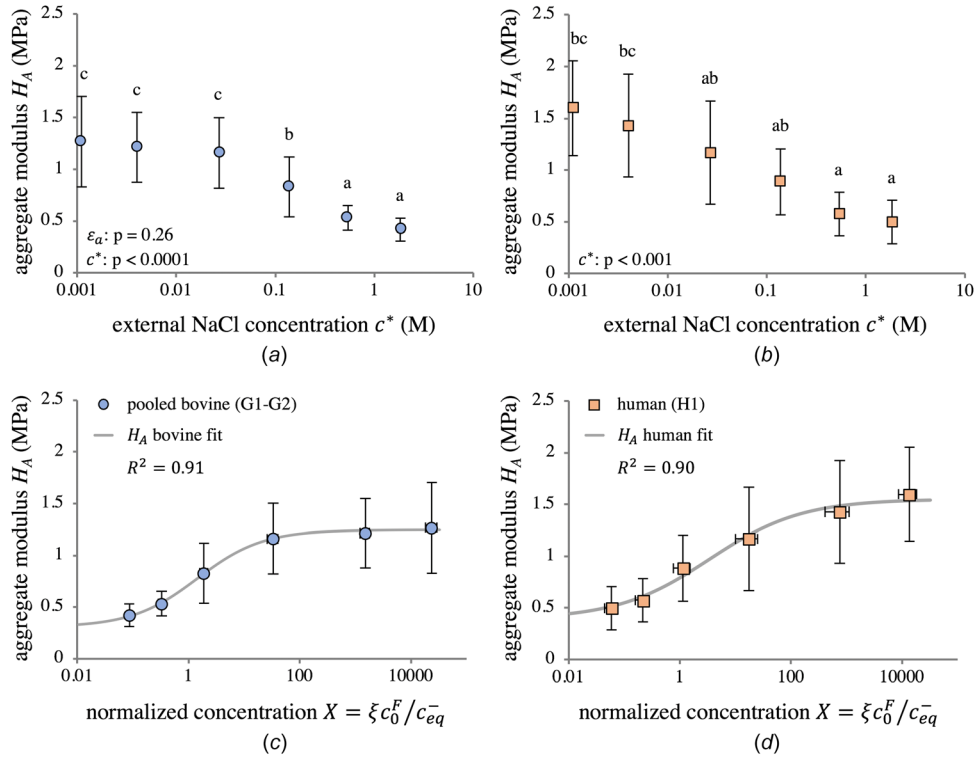 2.5
2
1.5
1
0.5
0
aggregate modulus H_A (MPa)
c
c
c
b
a
a
ε_a: p = 0.26
c*: p < 0.0001
0.001
0.01
0.1
1
10
external NaCl concentration c* (M)
(a)
2.5
2
1.5
1
0.5
0
aggregate modulus H_A (MPa)
bc
bc
ab
ab
a
a
c*: p < 0.001
0.001
0.01
0.1
1
10
external NaCl concentration c* (M)
(b)
2.5
2
1.5
1
0.5
0
aggregate modulus H_A (MPa)
pooled bovine (G1-G2)
H_A bovine fit
R² = 0.91
0.01
1
100
10000
normalized concentration X = ξc₀^F/c_eq^−
(c)
2.5
2
1.5
1
0.5
0
aggregate modulus H_A (MPa)
human (H1)
H_A human fit
R² = 0.90
0.01
1
100
10000
normalized concentration X = ξc₀^F/c_eq^−
(d)